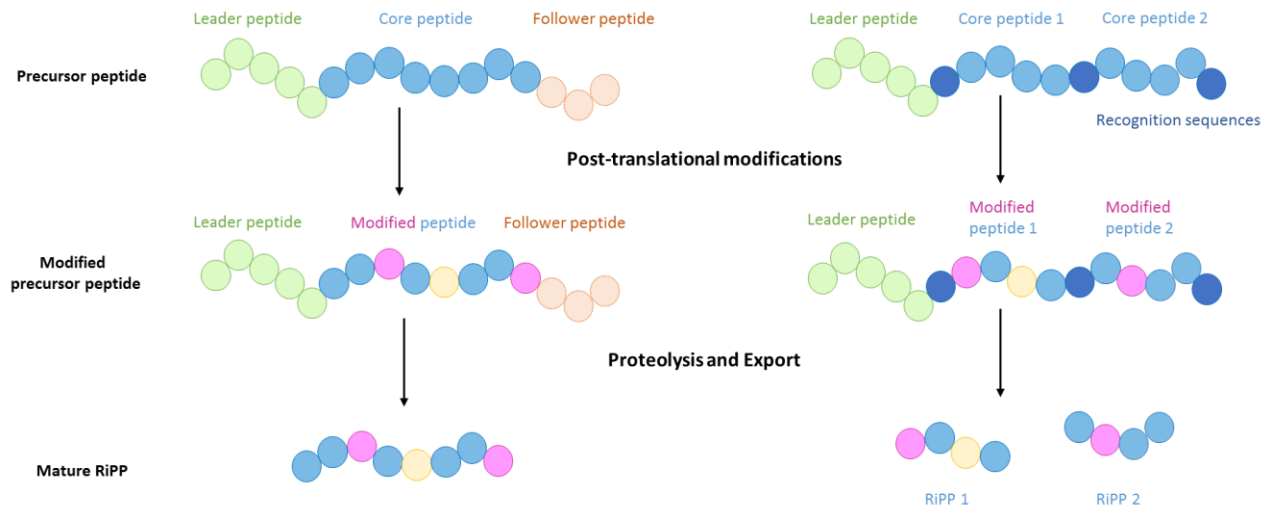 Leader peptide
Core peptide
Follower peptide
Leader peptide
Core peptide 1
Core peptide 2
Precursor peptide
Recognition sequences
Post-translational modifications
Leader peptide
Modified peptide
Follower peptide
Leader peptide
Modified
peptide 1
Modified
peptide 2
Modified
precursor peptide
Proteolysis and Export
Mature RiPP
RiPP 1
RiPP 2